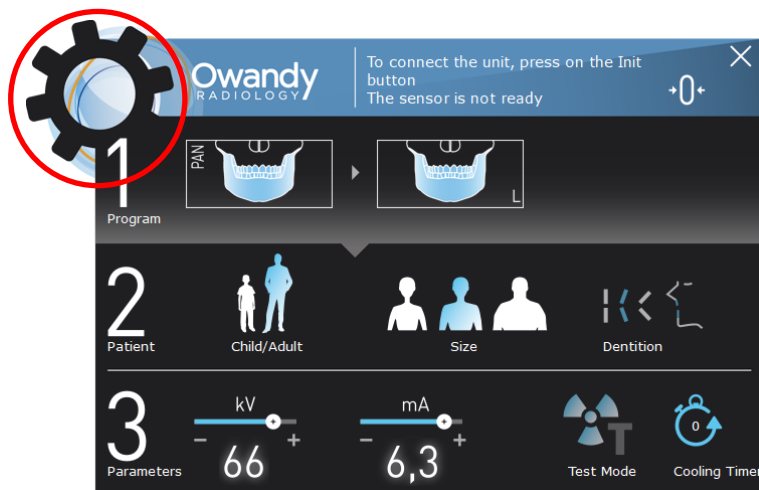 Owandy
RADIOLOGY
To connect the unit, press on the Init
button
The sensor is not ready
0
1
Program
PAN
L
2
Patient
Child/Adult
Size
Dentition
3
Parameters
kV
- +
66
mA
- +
6,3
T
Test Mode
0
Cooling Timer